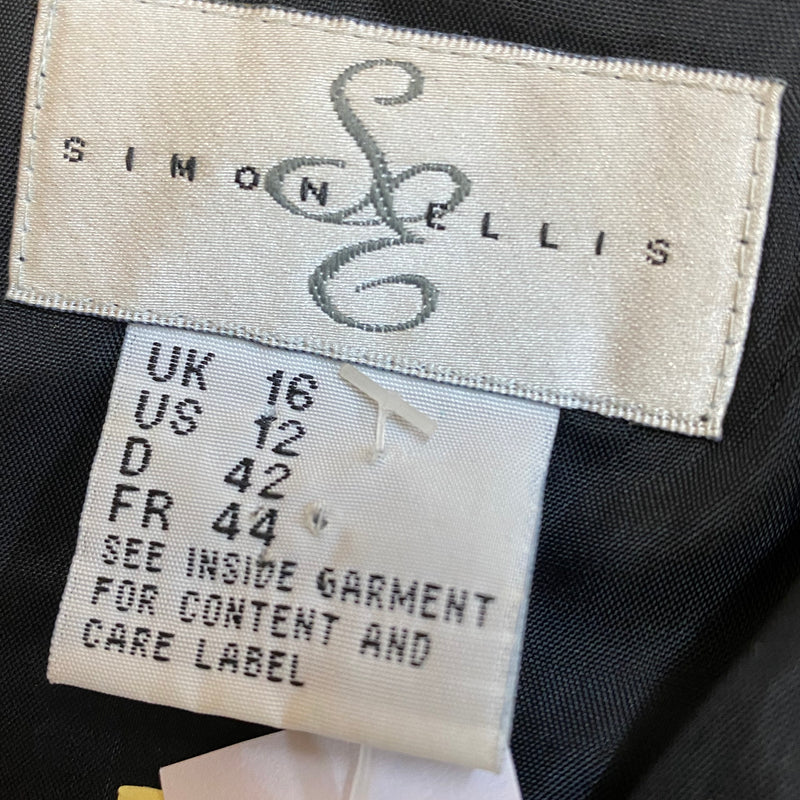 SIMON ELLIS
UK 16
US 12
D 42
FR 44
SEE INSIDE GARMENT
FOR CONTENT AND
CARE LABEL